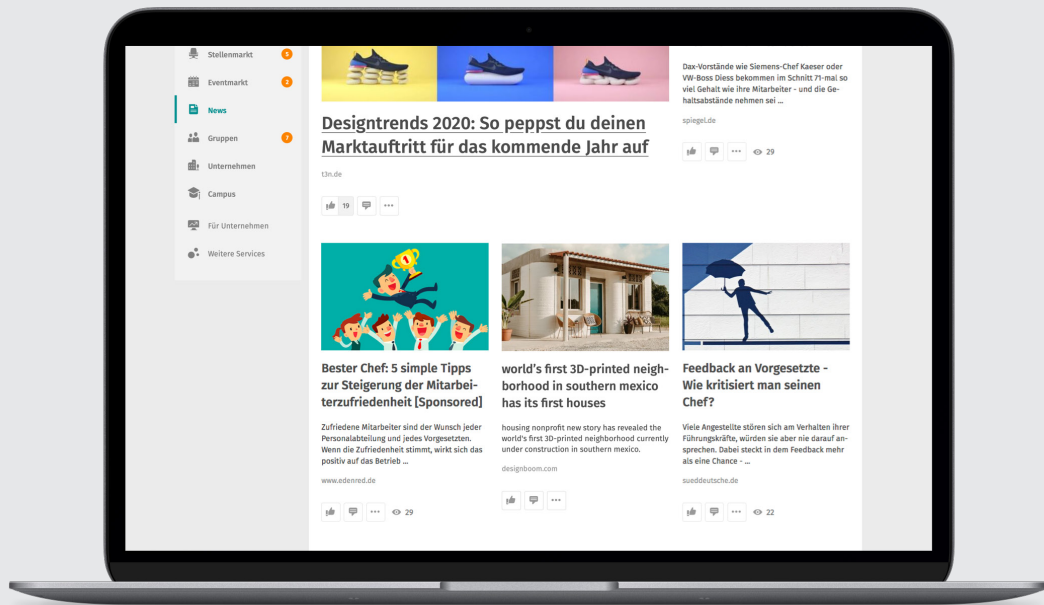 Stellenmarkt 5
Eventmarkt 2
News
Gruppen 7
Unternehmen
Campus
Für Unternehmen
Weitere Services
Designtrends 2020: So peppst du deinen
Marktauftritt für das kommende Jahr auf
t3n.de
19
Dax-Vorstände wie Siemens-Chef Kaeser oder
VW-Boss Diess bekommen im Schnitt 71-mal so
viel Gehalt wie ihre Mitarbeiter - und die Ge-
haltsabstände nehmen sei ...
spiegel.de
29
Bester Chef: 5 simple Tipps
zur Steigerung der Mitarbei-
terzufriedenheit [Sponsored]
Zufriedene Mitarbeiter sind der Wunsch jeder
Personalabteilung und jedes Vorgesetzten.
Wenn die Zufriedenheit stimmt, wirkt sich das
positiv auf das Betrieb ...
www.edenred.de
29
world's first 3D-printed neigh-
borhood in southern mexico
has its first houses
housing nonprofit new story has revealed the
world's first 3D-printed neighborhood currently
under construction in southern mexico.
designboom.com
Feedback an Vorgesetzte -
Wie kritisiert man seinen
Chef?
Viele Angestellte stören sich am Verhalten ihrer
Führungskräfte, würden sie aber nie darauf an-
sprechen. Dabei steckt in dem Feedback mehr
als eine Chance - ...
sueddeutsche.de
22